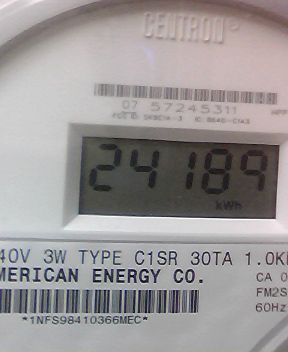 CENTRON®
07 57245311
24189
kWh
40V 3W TYPE C1SR 30TA 1.0K
MERICAN ENERGY CO.
CA 0
FM2S
60Hz
*1NFS98410366MEC*